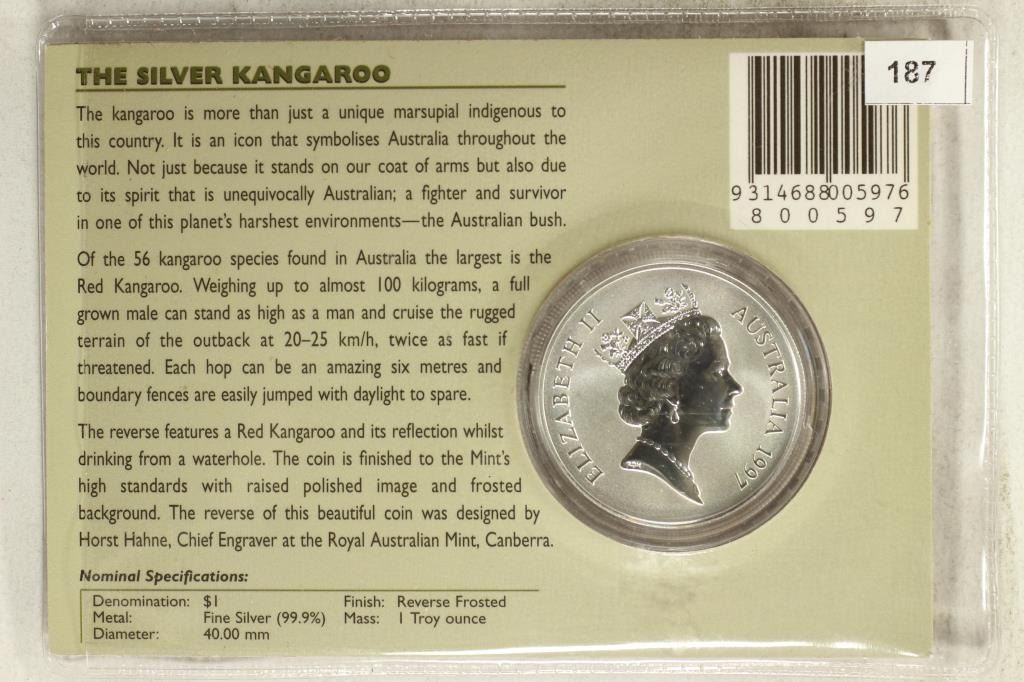 THE SILVER KANGAROO
The kangaroo is more than just a unique marsupial indigenous to
this country. It is an icon that symbolises Australia throughout the
world. Not just because it stands on our coat of arms but also due
to its spirit that is unequivocally Australian; a fighter and survivor
in one of this planet's harshest environments—the Australian bush.
Of the 56 kangaroo species found in Australia the largest is the
Red Kangaroo. Weighing up to almost 100 kilograms, a full
grown male can stand as high as a man and cruise the rugged
terrain of the outback at 20–25 km/h, twice as fast if
threatened. Each hop can be an amazing six metres and
boundary fences are easily jumped with daylight to spare.
The reverse features a Red Kangaroo and its reflection whilst
drinking from a waterhole. The coin is finished to the Mint's
high standards with raised polished image and frosted
background. The reverse of this beautiful coin was designed by
Horst Hahne, Chief Engraver at the Royal Australian Mint, Canberra.
Nominal Specifications:
Denomination: $1 Finish: Reverse Frosted
Metal: Fine Silver (99.9%) Mass: 1 Troy ounce
Diameter: 40.00 mm
187
9 314688 005976
800597
ELIZABETH II
AUSTRALIA 1997
RDM